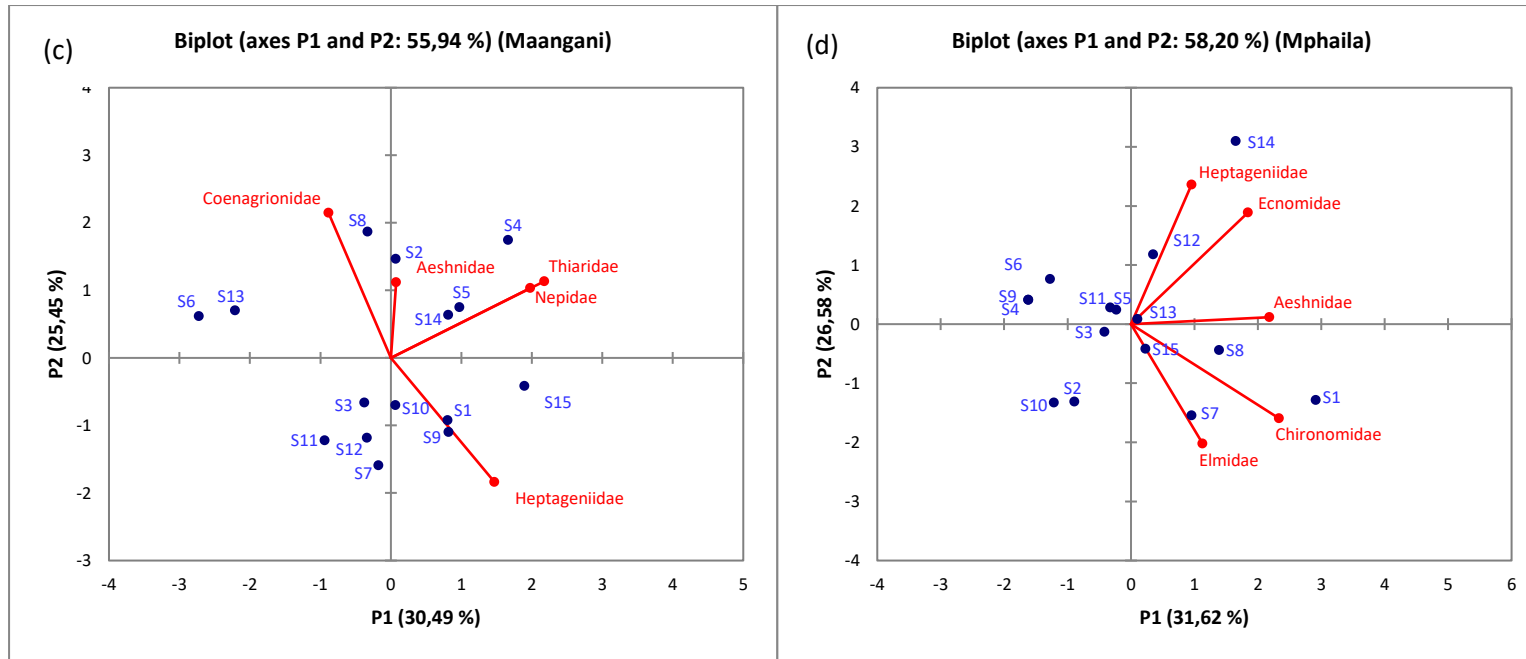 (c)
Biplot (axes P1 and P2: 55,94 %) (Maangani)
P2 (25,45 %)
4
3
2
1
0
-1
-2
-3
Coenagrionidae
S8
S2
S4
Aeshnidae
Thiaridae
Nepidae
S6
S13
S5
S14
S3
S10
S1
S15
S11
S12
S9
S7
Heptageniidae
-4
-3
-2
-1
0
1
2
3
4
5
P1 (30,49 %)
(d)
Biplot (axes P1 and P2: 58,20 %) (Mphaila)
P2 (26,58 %)
4
3
2
1
0
-1
-2
-3
-4
S14
Heptageniidae
Ecnomidae
S12
S6
Aeshnidae
S9
S4
S11
S5
S13
S3
S15
S8
S2
S10
S7
S1
Chironomidae
Elmidae
-4
-3
-2
-1
0
1
2
3
4
5
6
P1 (31,62 %)